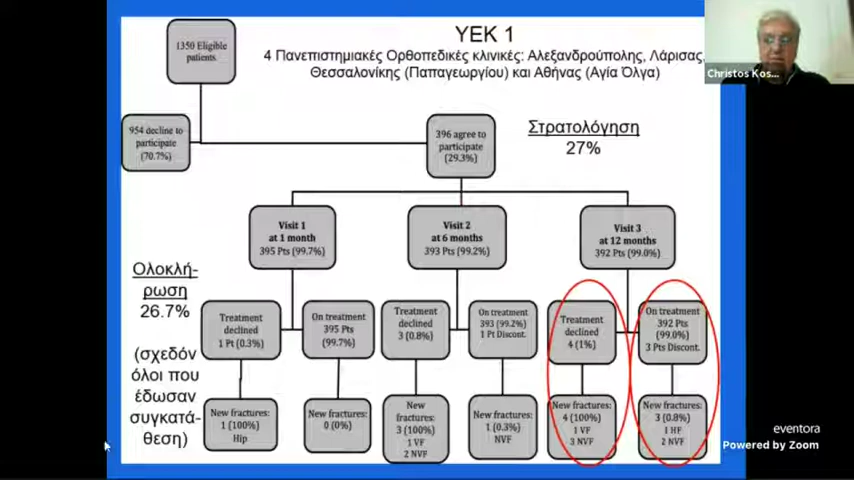 ΥΕΚ 1
4 Πανεπιστημιακές Ορθοπεδικές κλινικές: Αλεξανδρούπολης, Λάρισας,
Θεσσαλονίκης (Παπαγεωργίου) και Αθήνας (Αγία Όλγα)
Christos Kos...
1350 Eligible
patients
954 decline to
participate
(70.7%)
396 agree to
participate
(29.3%)
Στρατολόγηση
27%
Visit 1
at 1 month
395 Pts (99.7%)
Visit 2
at 6 months
393 Pts (99.2%)
Visit 3
at 12 months
392 Pts (99.0%)
Ολοκλή-
ρωση
26.7%
(σχεδόν
όλοι που
έδωσαν
συγκατά-
θεση)
Treatment
declined
1 Pt (0.3%)
On treatment
395 Pts
(99.7%)
Treatment
declined
3 (0.8%)
On treatment
393 (99.2%)
1 Pt Discont.
Treatment
declined
4 (1%)
On treatment
392 Pts
(99.0%)
3 Pts Discont.
New fractures:
1 (100%)
Hip
New fractures:
0 (0%)
New
fractures:
3 (100%)
1 VF
2 NVF
New fractures:
1 (0.3%)
NVF
New fractures:
4 (100%)
1 VF
3 NVF
New fractures:
3 (0.8%)
1 HF
2 NVF
eventora
Powered by Zoom